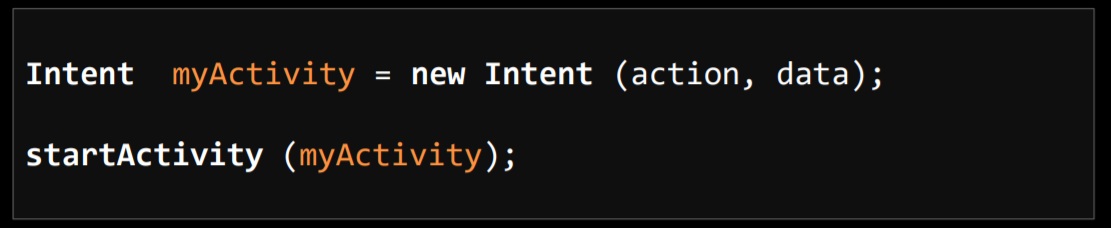 Intent  myActivity = new Intent (action, data);
startActivity (myActivity);